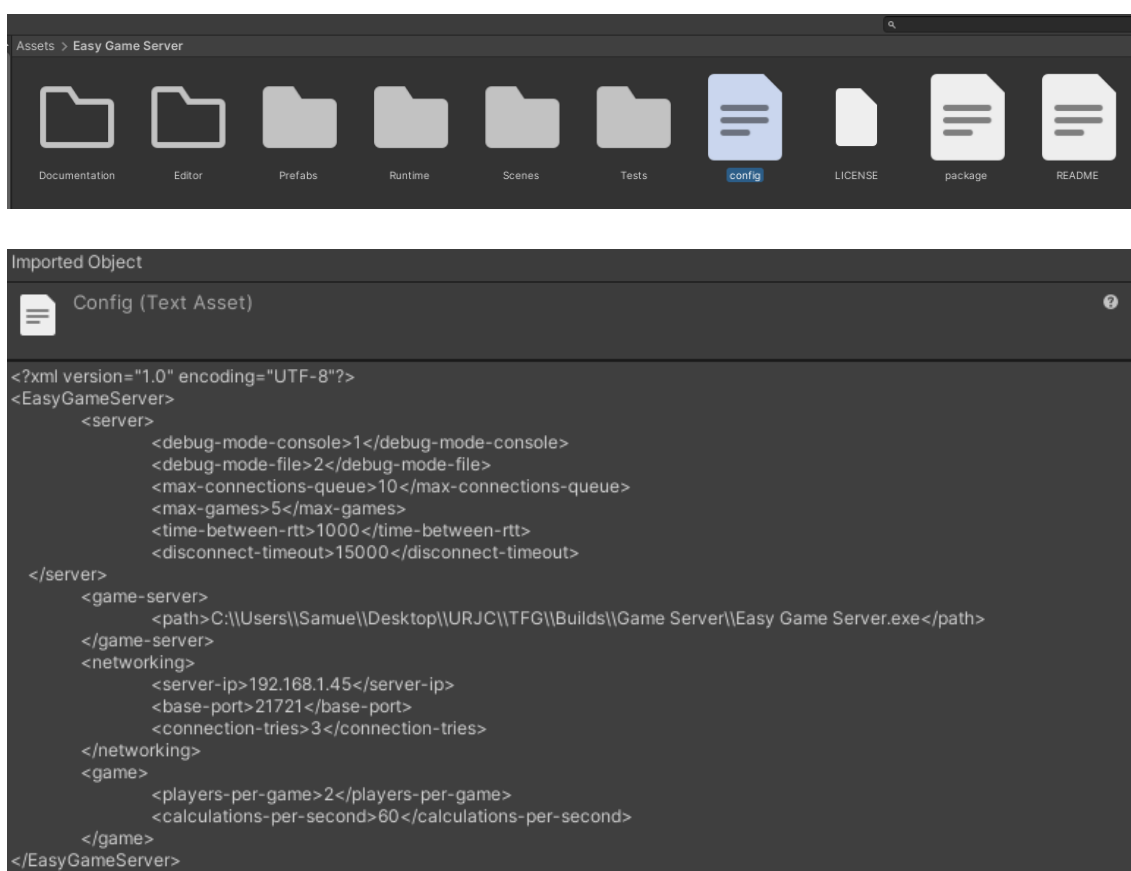 Assets > Easy Game Server
Documentation Editor Prefabs Runtime Scenes Tests config LICENSE package README
Imported Object
Config (Text Asset)
<?xml version="1.0" encoding="UTF-8"?>
<EasyGameServer>
<server>
<debug-mode-console>1</debug-mode-console>
<debug-mode-file>2</debug-mode-file>
<max-connections-queue>10</max-connections-queue>
<max-games>5</max-games>
<time-between-rtt>1000</time-between-rtt>
<disconnect-timeout>15000</disconnect-timeout>
</server>
<game-server>
<path>C:\\Users\\Samue\\Desktop\\URJC\\TFG\\Builds\\Game Server\\Easy Game Server.exe</path>
</game-server>
<networking>
<server-ip>192.168.1.45</server-ip>
<base-port>21721</base-port>
<connection-tries>3</connection-tries>
</networking>
<game>
<players-per-game>2</players-per-game>
<calculations-per-second>60</calculations-per-second>
</game>
</EasyGameServer>